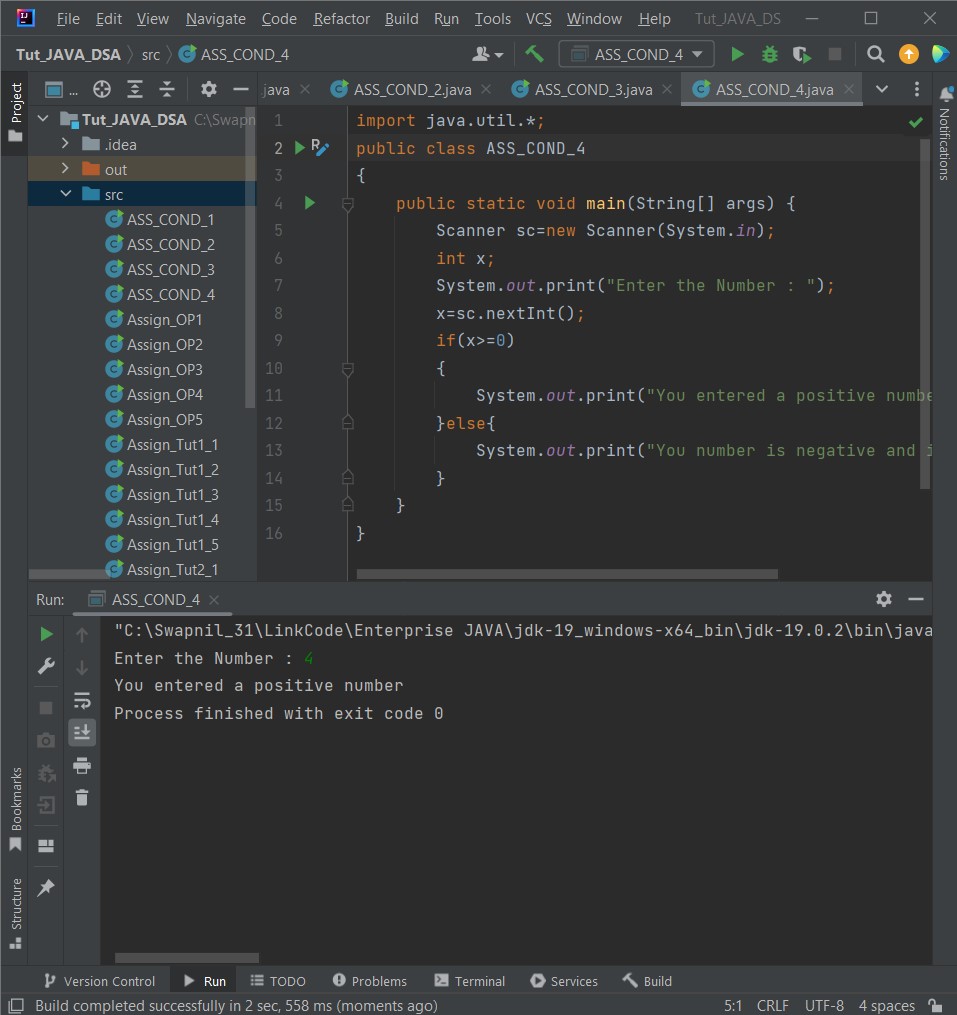 File Edit View Navigate Code Refactor Build Run Tools VCS Window Help Tut_JAVA_DS
Tut_JAVA_DSA src ASS_COND_4 ASS_COND_4
Project
... .java ASS_COND_2.java ASS_COND_3.java ASS_COND_4.java
Notifications
Tut_JAVA_DSA C:\Swapn
.idea
out
src
ASS_COND_1
ASS_COND_2
ASS_COND_3
ASS_COND_4
Assign_OP1
Assign_OP2
Assign_OP3
Assign_OP4
Assign_OP5
Assign_Tut1_1
Assign_Tut1_2
Assign_Tut1_3
Assign_Tut1_4
Assign_Tut1_5
Assign_Tut2_1
1 import java.util.*;
2 public class ASS_COND_4
3 {
4 public static void main(String[] args) {
5 Scanner sc=new Scanner(System.in);
6 int x;
7 System.out.print("Enter the Number : ");
8 x=sc.nextInt();
9 if(x>=0)
10 {
11 System.out.print("You entered a positive numbe
12 }else{
13 System.out.print("You number is negative and i
14 }
15 }
16 }
Run: ASS_COND_4
"C:\Swapnil_31\LinkCode\Enterprise JAVA\jdk-19_windows-x64_bin\jdk-19.0.2\bin\java
Enter the Number : 4
You entered a positive number
Process finished with exit code 0
Bookmarks
Structure
Version Control Run TODO Problems Terminal Services Build
Build completed successfully in 2 sec, 558 ms (moments ago) 5:1 CRLF UTF-8 4 spaces